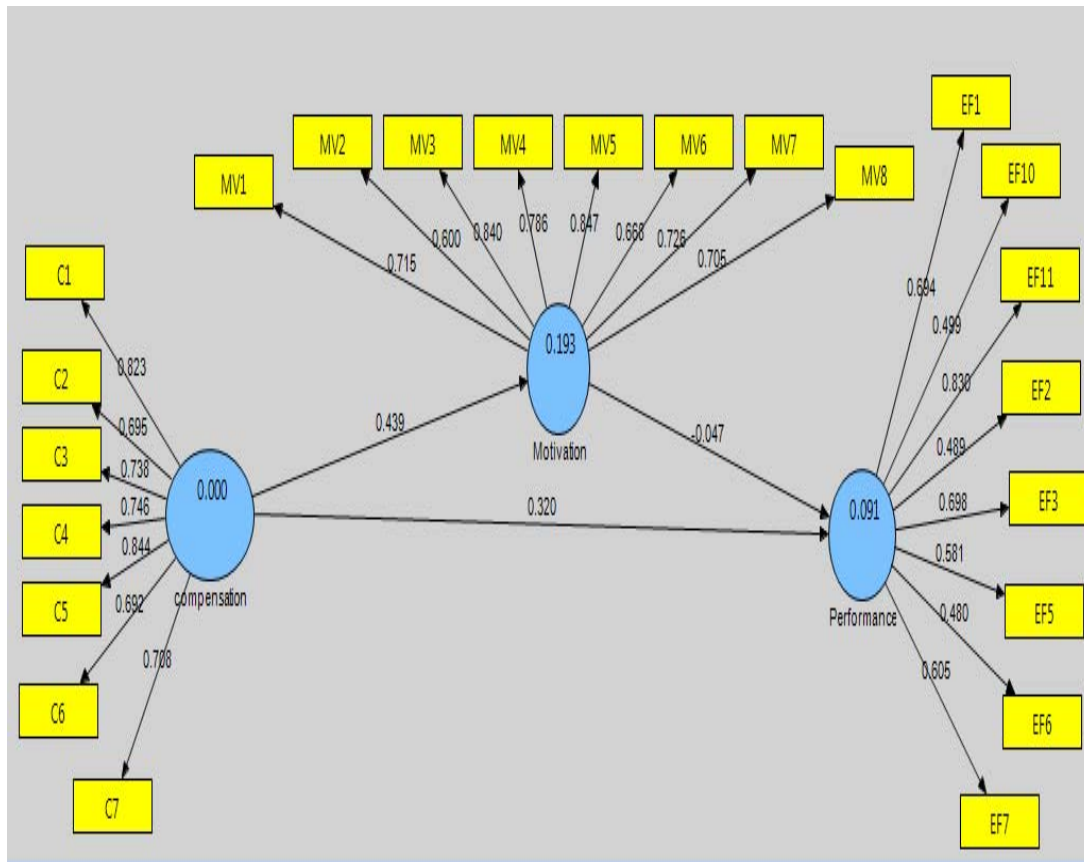 EF1
MV2
MV3
MV4
MV5
MV6
MV7
EF10
MV1
MV8
0.600
0.840
0.786
0.847
0.668
0.726
0.715
0.705
C1
0.694
0.499
EF11
0.830
0.823
0.193
C2
EF2
0.695
0.439
-0.047
0.489
Motivation
C3
0.738
0.000
0.320
0.091
0.698
EF3
C4
0.746
0.844
0.581
C5
0.692
compensation
Performance
0.480
EF5
0.708
0.605
C6
EF6
C7
EF7